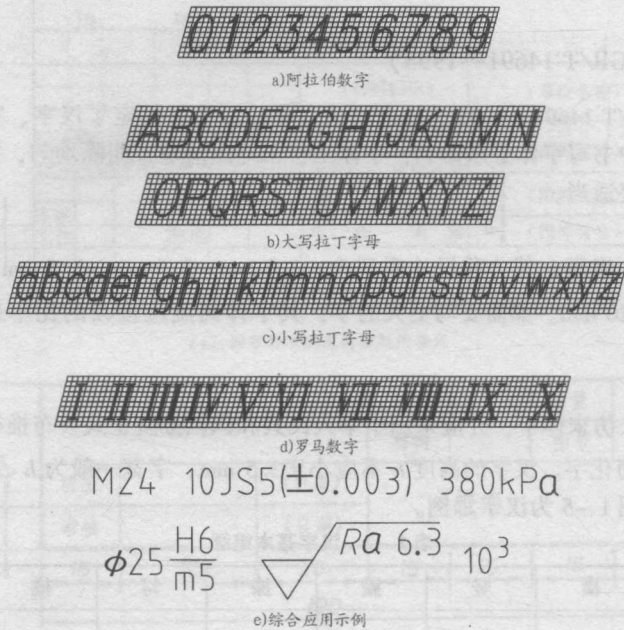 0123456789
a)阿拉伯数字
ABCDEFGHIJKLMN
OPQRSTUVWXYZ
b)大写拉丁字母
abcdefghijklmnopqrstuvwxyz
c)小写拉丁字母
I II III IV V VI VII VIII IX X
d)罗马数字
M24 10JS5(±0.003) 380kPa
ϕ25 H6/m5 Ra 6.3 10³
e)综合应用示例